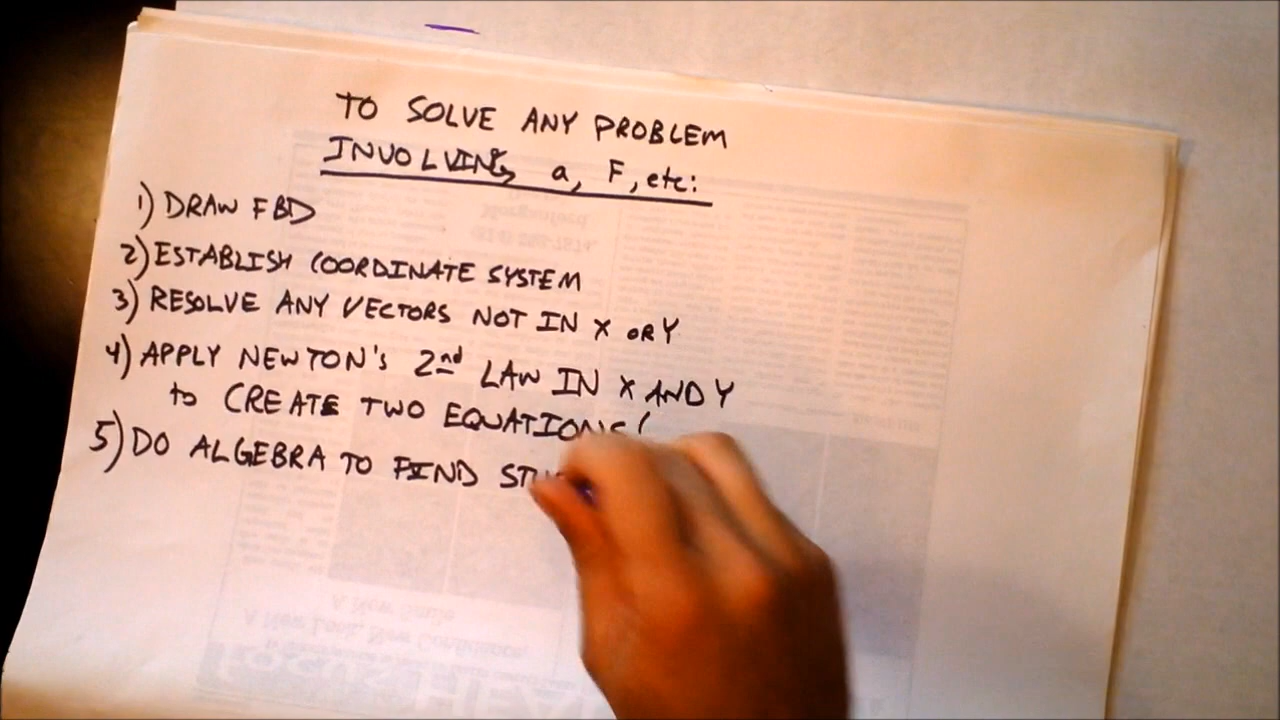 TO SOLVE ANY PROBLEM
INVOLVING a, F, etc:
1) DRAW FBD
2) ESTABLISH COORDINATE SYSTEM
3) RESOLVE ANY VECTORS NOT IN X OR Y
4) APPLY NEWTON'S 2nd LAW IN X AND Y
to CREATE TWO EQUATIONS (
5) DO ALGEBRA TO FIND